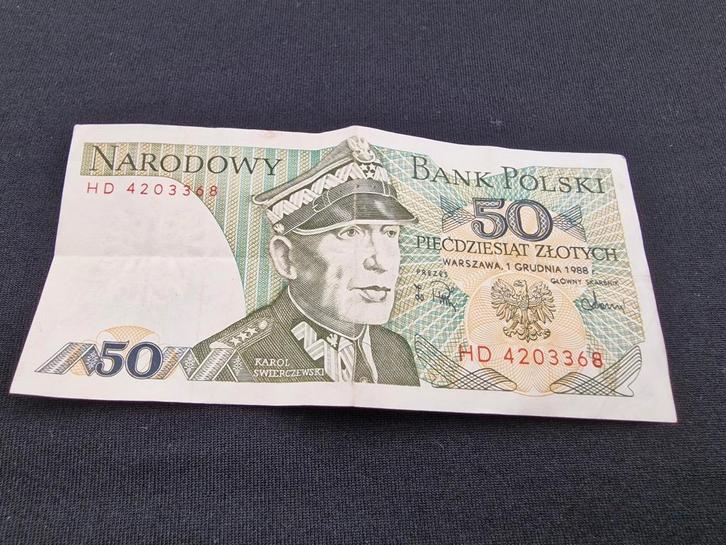 NARODOWY BANK POLSKI
HD 4203368
50
PIĘĆDZIESIĄT ZŁOTYCH
WARSZAWA, 1 GRUDNIA 1988 r.
PREZES
GŁÓWNY SKARBNIK
HD 4203368
50
KAROL
ŚWIERCZEWSKI